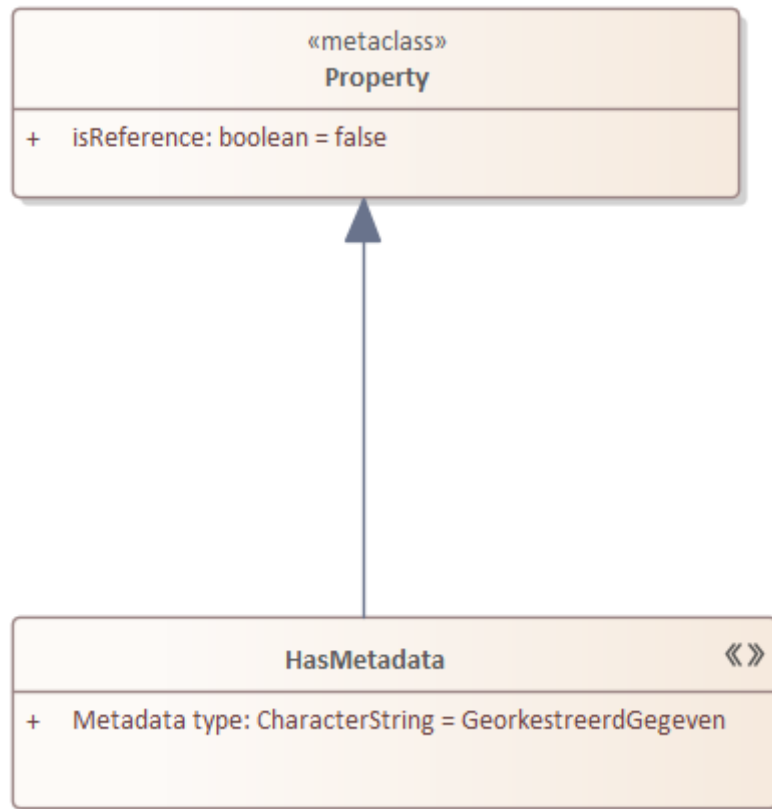 «metaclass»
Property
+ isReference: boolean = false
HasMetadata
«»
+ Metadata type: CharacterString = GeorkestreerdGegeven